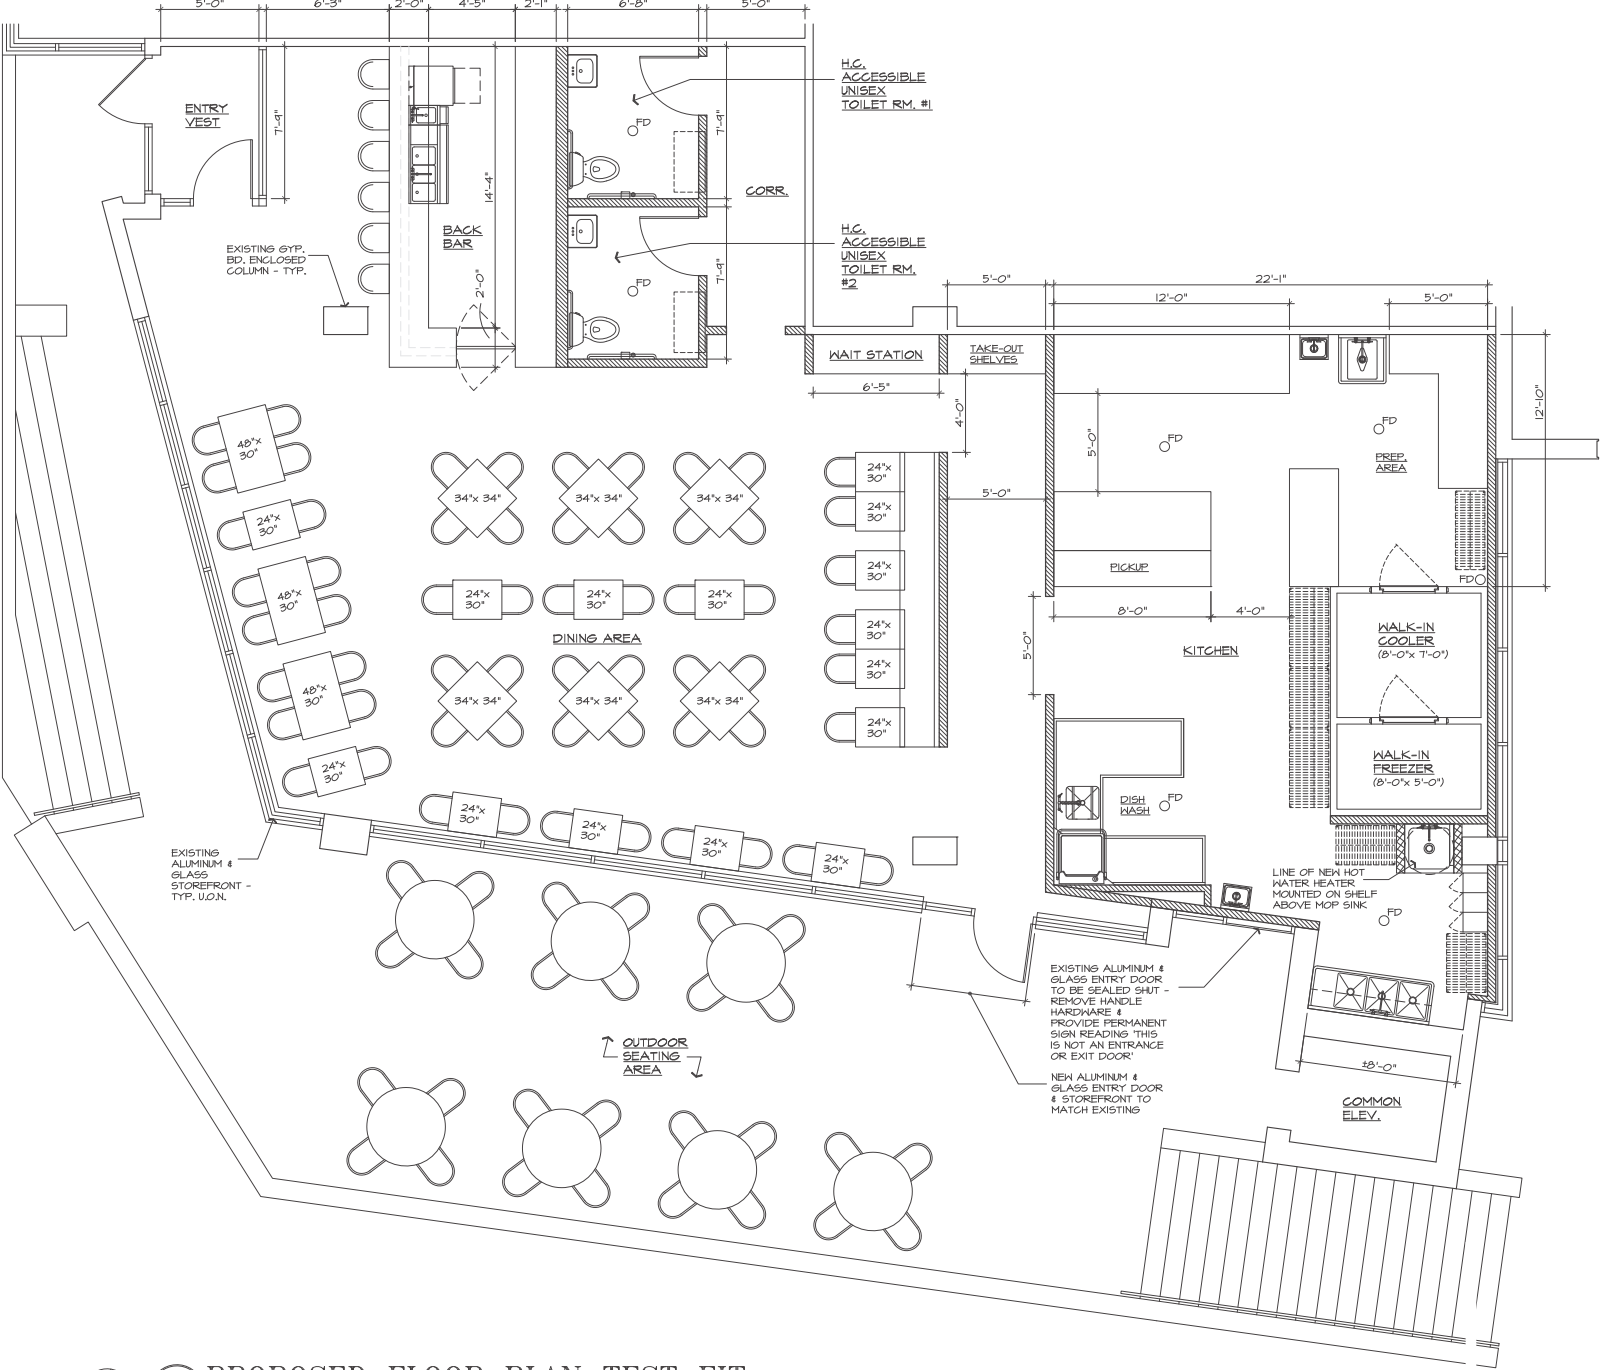 5'-0"
6'-3"
2'-0"
4'-5"
2'-1"
6'-8"
5'-0"
ENTRY
VEST
7'-9"
14'-4"
BACK
BAR
2'-0"
FD
7'-9"
H.C.
ACCESSIBLE
UNISEX
TOILET RM. #1
CORR.
FD
7'-9"
H.C.
ACCESSIBLE
UNISEX
TOILET RM.
#2
EXISTING GYP.
BD. ENCLOSED
COLUMN - TYP.
5'-0"
22'-1"
12'-0"
5'-0"
WAIT STATION
TAKE-OUT
SHELVES
6'-5"
4'-0"
5'-0"
5'-0"
12'-10"
FD
FD
PREP.
AREA
PICKUP
FD
8'-0"
4'-0"
5'-0"
KITCHEN
WALK-IN
COOLER
(8'-0"x 7'-0")
WALK-IN
FREEZER
(8'-0"x 5'-0")
48"x
30"
24"x
30"
48"x
30"
48"x
30"
24"x
30"
34"x 34"
34"x 34"
34"x 34"
24"x
30"
24"x
30"
24"x
30"
DINING AREA
34"x 34"
34"x 34"
34"x 34"
24"x
30"
24"x
30"
24"x
30"
24"x
30"
24"x
30"
24"x
30"
24"x
30"
24"x
30"
24"x
30"
24"x
30"
DISH
WASH
FD
EXISTING
ALUMINUM &
GLASS
STOREFRONT -
TYP. U.O.N.
LINE OF NEW HOT
WATER HEATER
MOUNTED ON SHELF
ABOVE MOP SINK
FD
EXISTING ALUMINUM &
GLASS ENTRY DOOR
TO BE SEALED SHUT -
REMOVE HANDLE
HARDWARE &
PROVIDE PERMANENT
SIGN READING 'THIS
IS NOT AN ENTRANCE
OR EXIT DOOR'
NEW ALUMINUM &
GLASS ENTRY DOOR
& STOREFRONT TO
MATCH EXISTING
OUTDOOR
SEATING
AREA
±8'-0"
COMMON
ELEV.
PROPOSED FLOOR PLAN TEST FIT